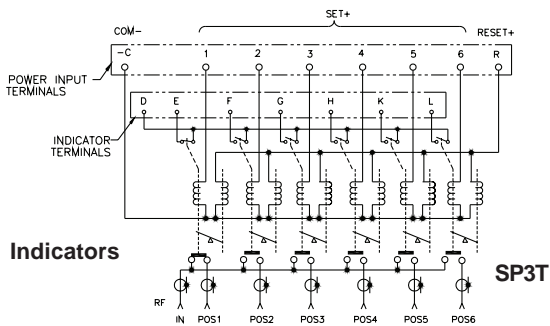 SET+
COM- RESET+
-C 1 2 3 4 5 6 R
POWER INPUT
TERMINALS
D E F G H K L
INDICATOR
TERMINALS
Indicators
SP3T
RF
IN POS1 POS2 POS3 POS4 POS5 POS6